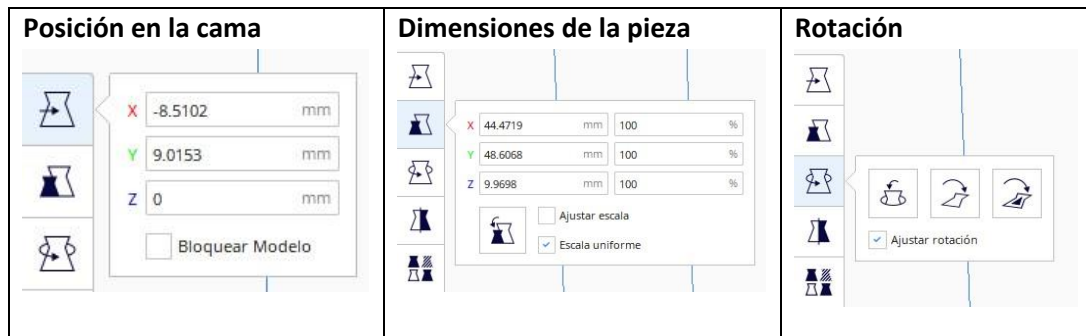 Posición en la cama
X -8.5102 mm
Y 9.0153 mm
Z 0 mm
Bloquear Modelo
Dimensiones de la pieza
X 44.4719 mm 100 %
Y 48.6068 mm 100 %
Z 9.9698 mm 100 %
Ajustar escala
Escala uniforme
Rotación
Ajustar rotación